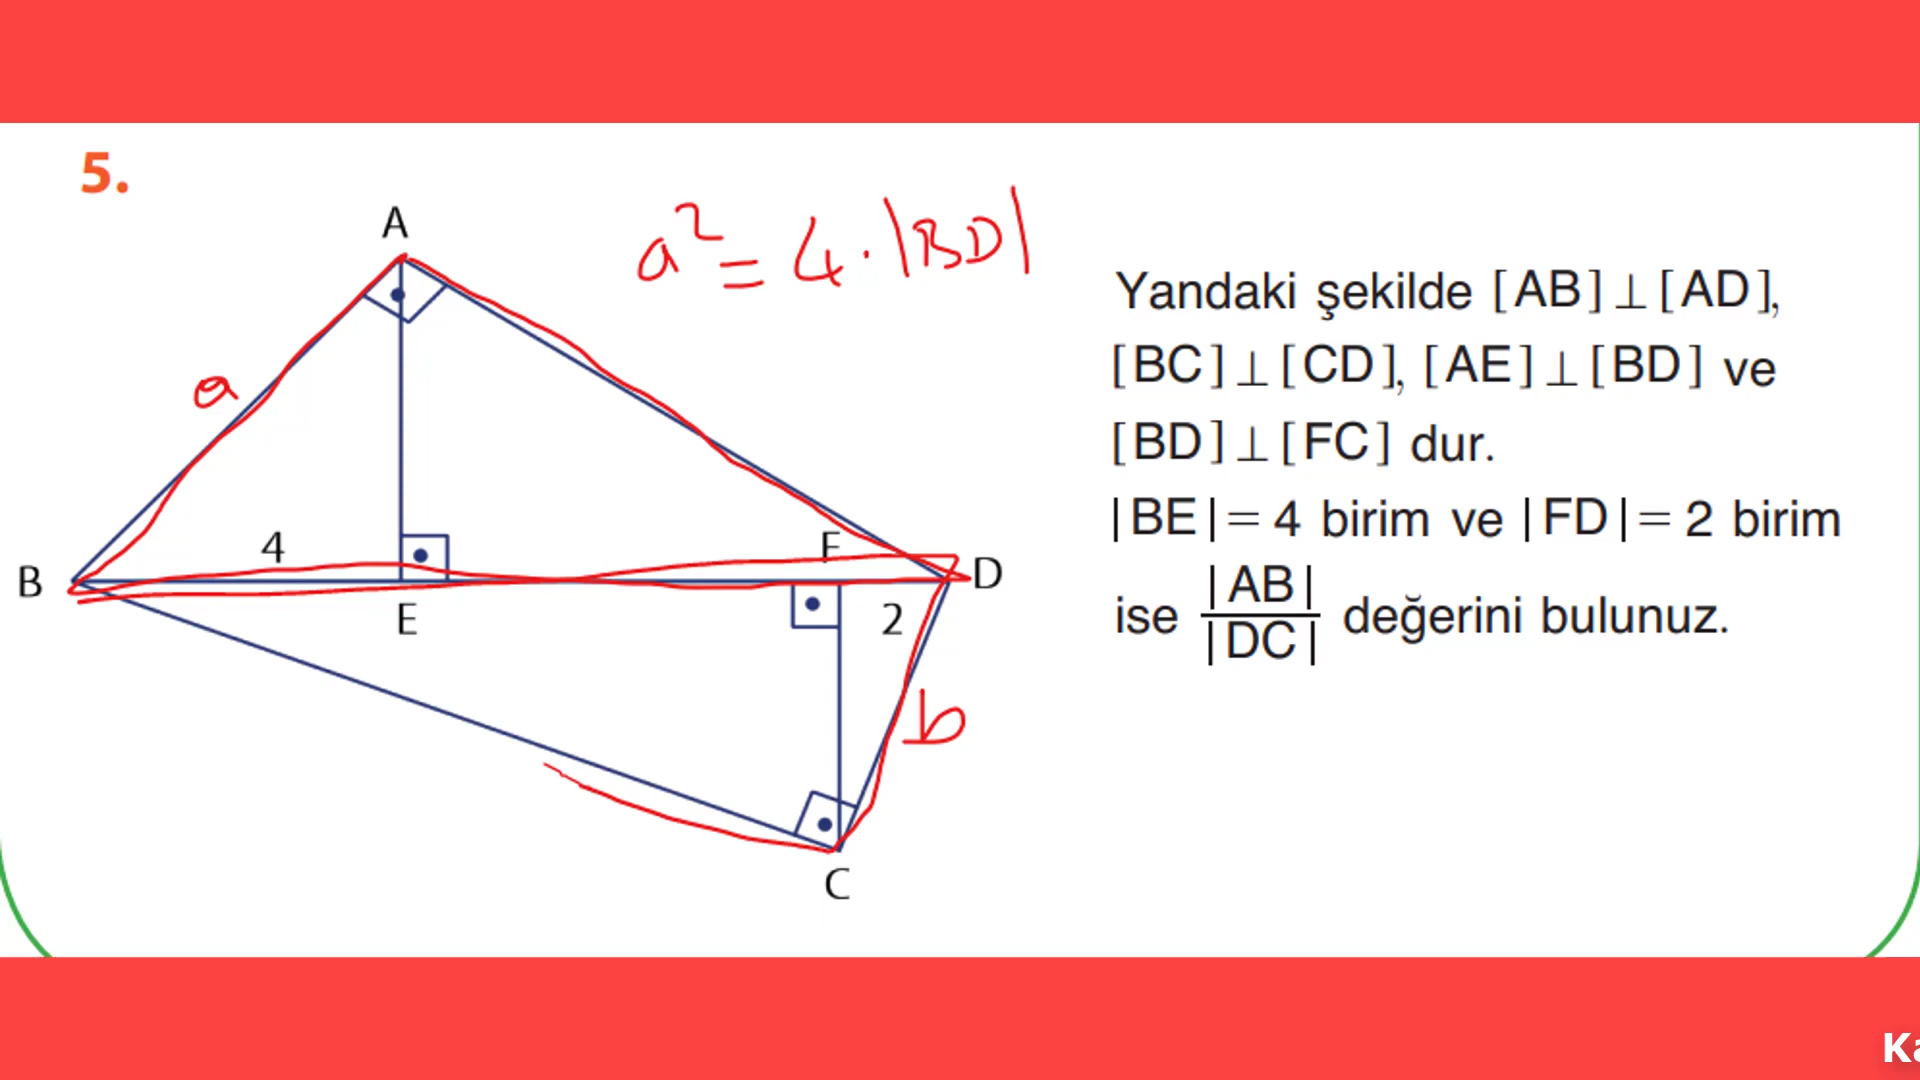 5.
A
a² = 4.|BD|
a
Yandaki şekilde [AB]⊥[AD],
[BC]⊥[CD], [AE]⊥[BD] ve
[BD]⊥[FC] dur.
|BE|= 4 birim ve |FD|= 2 birim
ise |AB| / |DC| değerini bulunuz.
4
F
B
D
E
2
b
C
Ka